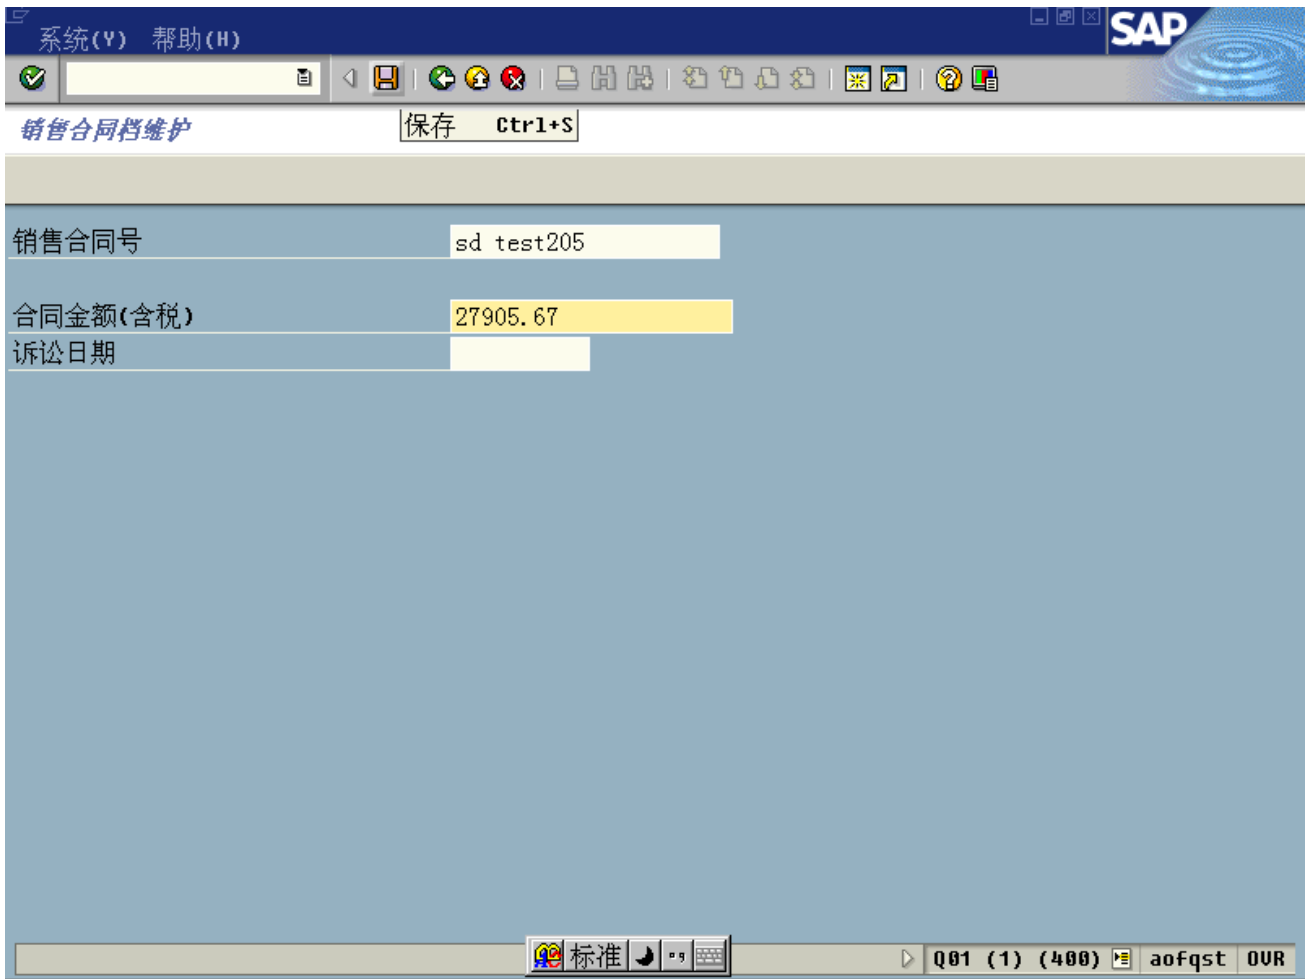 系统(Y) 帮助(H)
SAP
销售合同档维护
保存 Ctrl+S
销售合同号 sd test205
合同金额(含税) 27905.67
诉讼日期
标准
Q01 (1) (400) aofqst OVR